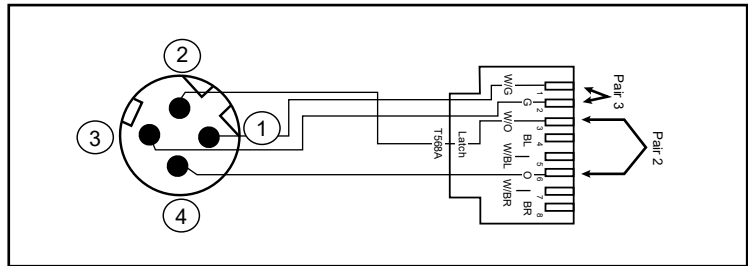 2
1
3
4
W/G
G
W/O
BL
W/BL
O
W/BR
BR
1
2
3
4
5
6
7
8
Latch
T568A
Pair 3
Pair 2